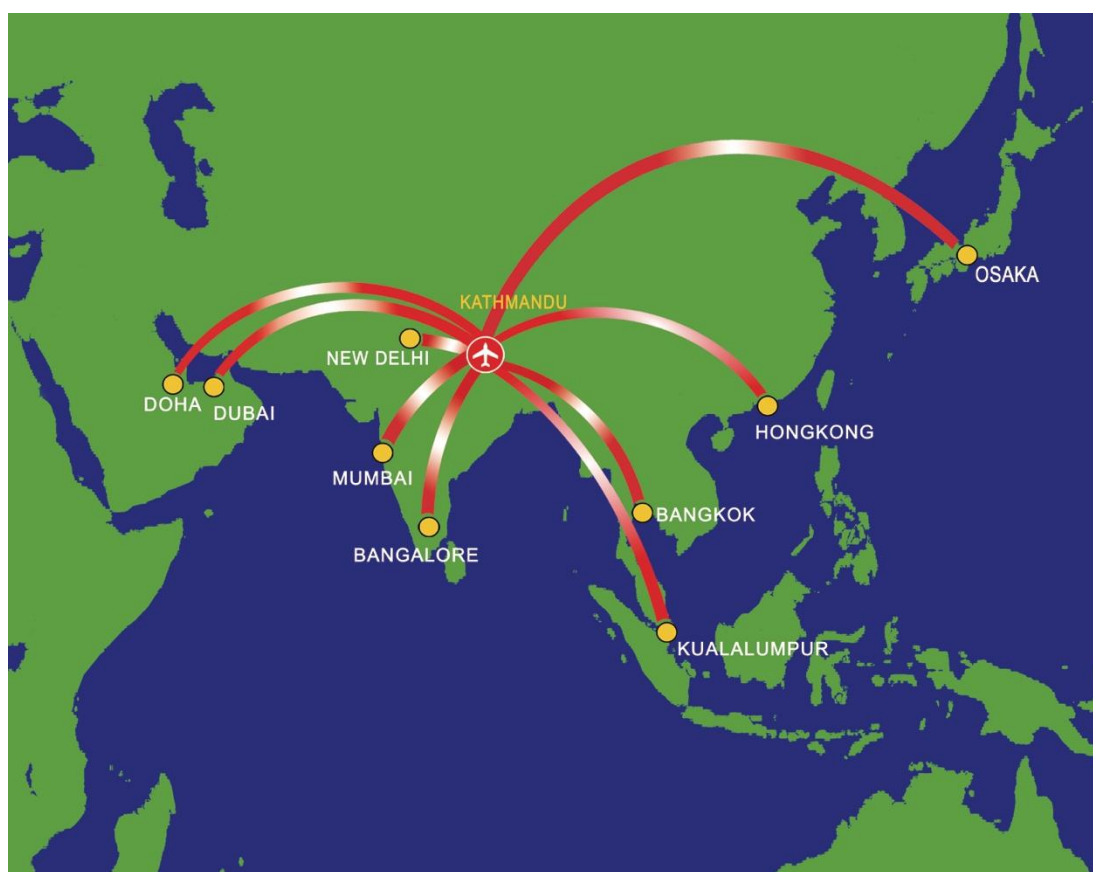 OSAKA
KATHMANDU
NEW DELHI
DOHA
DUBAI
HONGKONG
MUMBAI
BANGKOK
BANGALORE
KUALALUMPUR